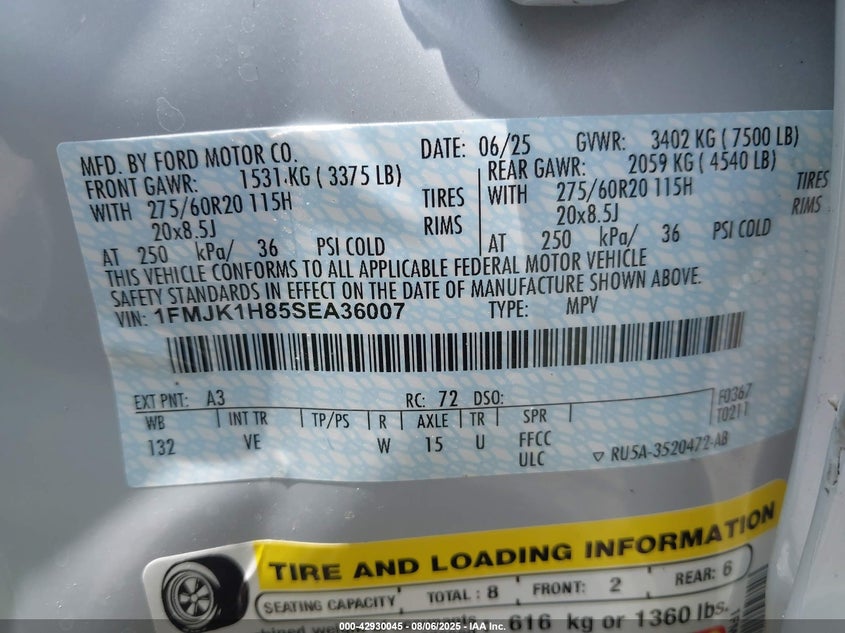 MFD. BY FORD MOTOR CO. DATE: 06/25 GVWR: 3402 KG ( 7500 LB)
FRONT GAWR: 1531 KG ( 3375 LB) REAR GAWR: 2059 KG ( 4540 LB)
WITH 275/60R20 115H TIRES WITH 275/60R20 115H TIRES
20x8.5J RIMS 20x8.5J RIMS
AT 250 kPa/ 36 PSI COLD AT 250 kPa/ 36 PSI COLD
THIS VEHICLE CONFORMS TO ALL APPLICABLE FEDERAL MOTOR VEHICLE
SAFETY STANDARDS IN EFFECT ON THE DATE OF MANUFACTURE SHOWN ABOVE.
VIN: 1FMJK1H85SEA36007 TYPE: MPV
EXT PNT: A3 RC: 72 DSO: F0367
T0211
WB INT TR TP/PS R AXLE TR SPR
132 VE W 15 U FFCC
ULC ▽ RU5A-3520472-AB
TIRE AND LOADING INFORMATION
SEATING CAPACITY TOTAL : 8 FRONT: 2 REAR: 6
616 kg or 1360 lbs.
000-42930045 - 08/06/2025 - IAA Inc.